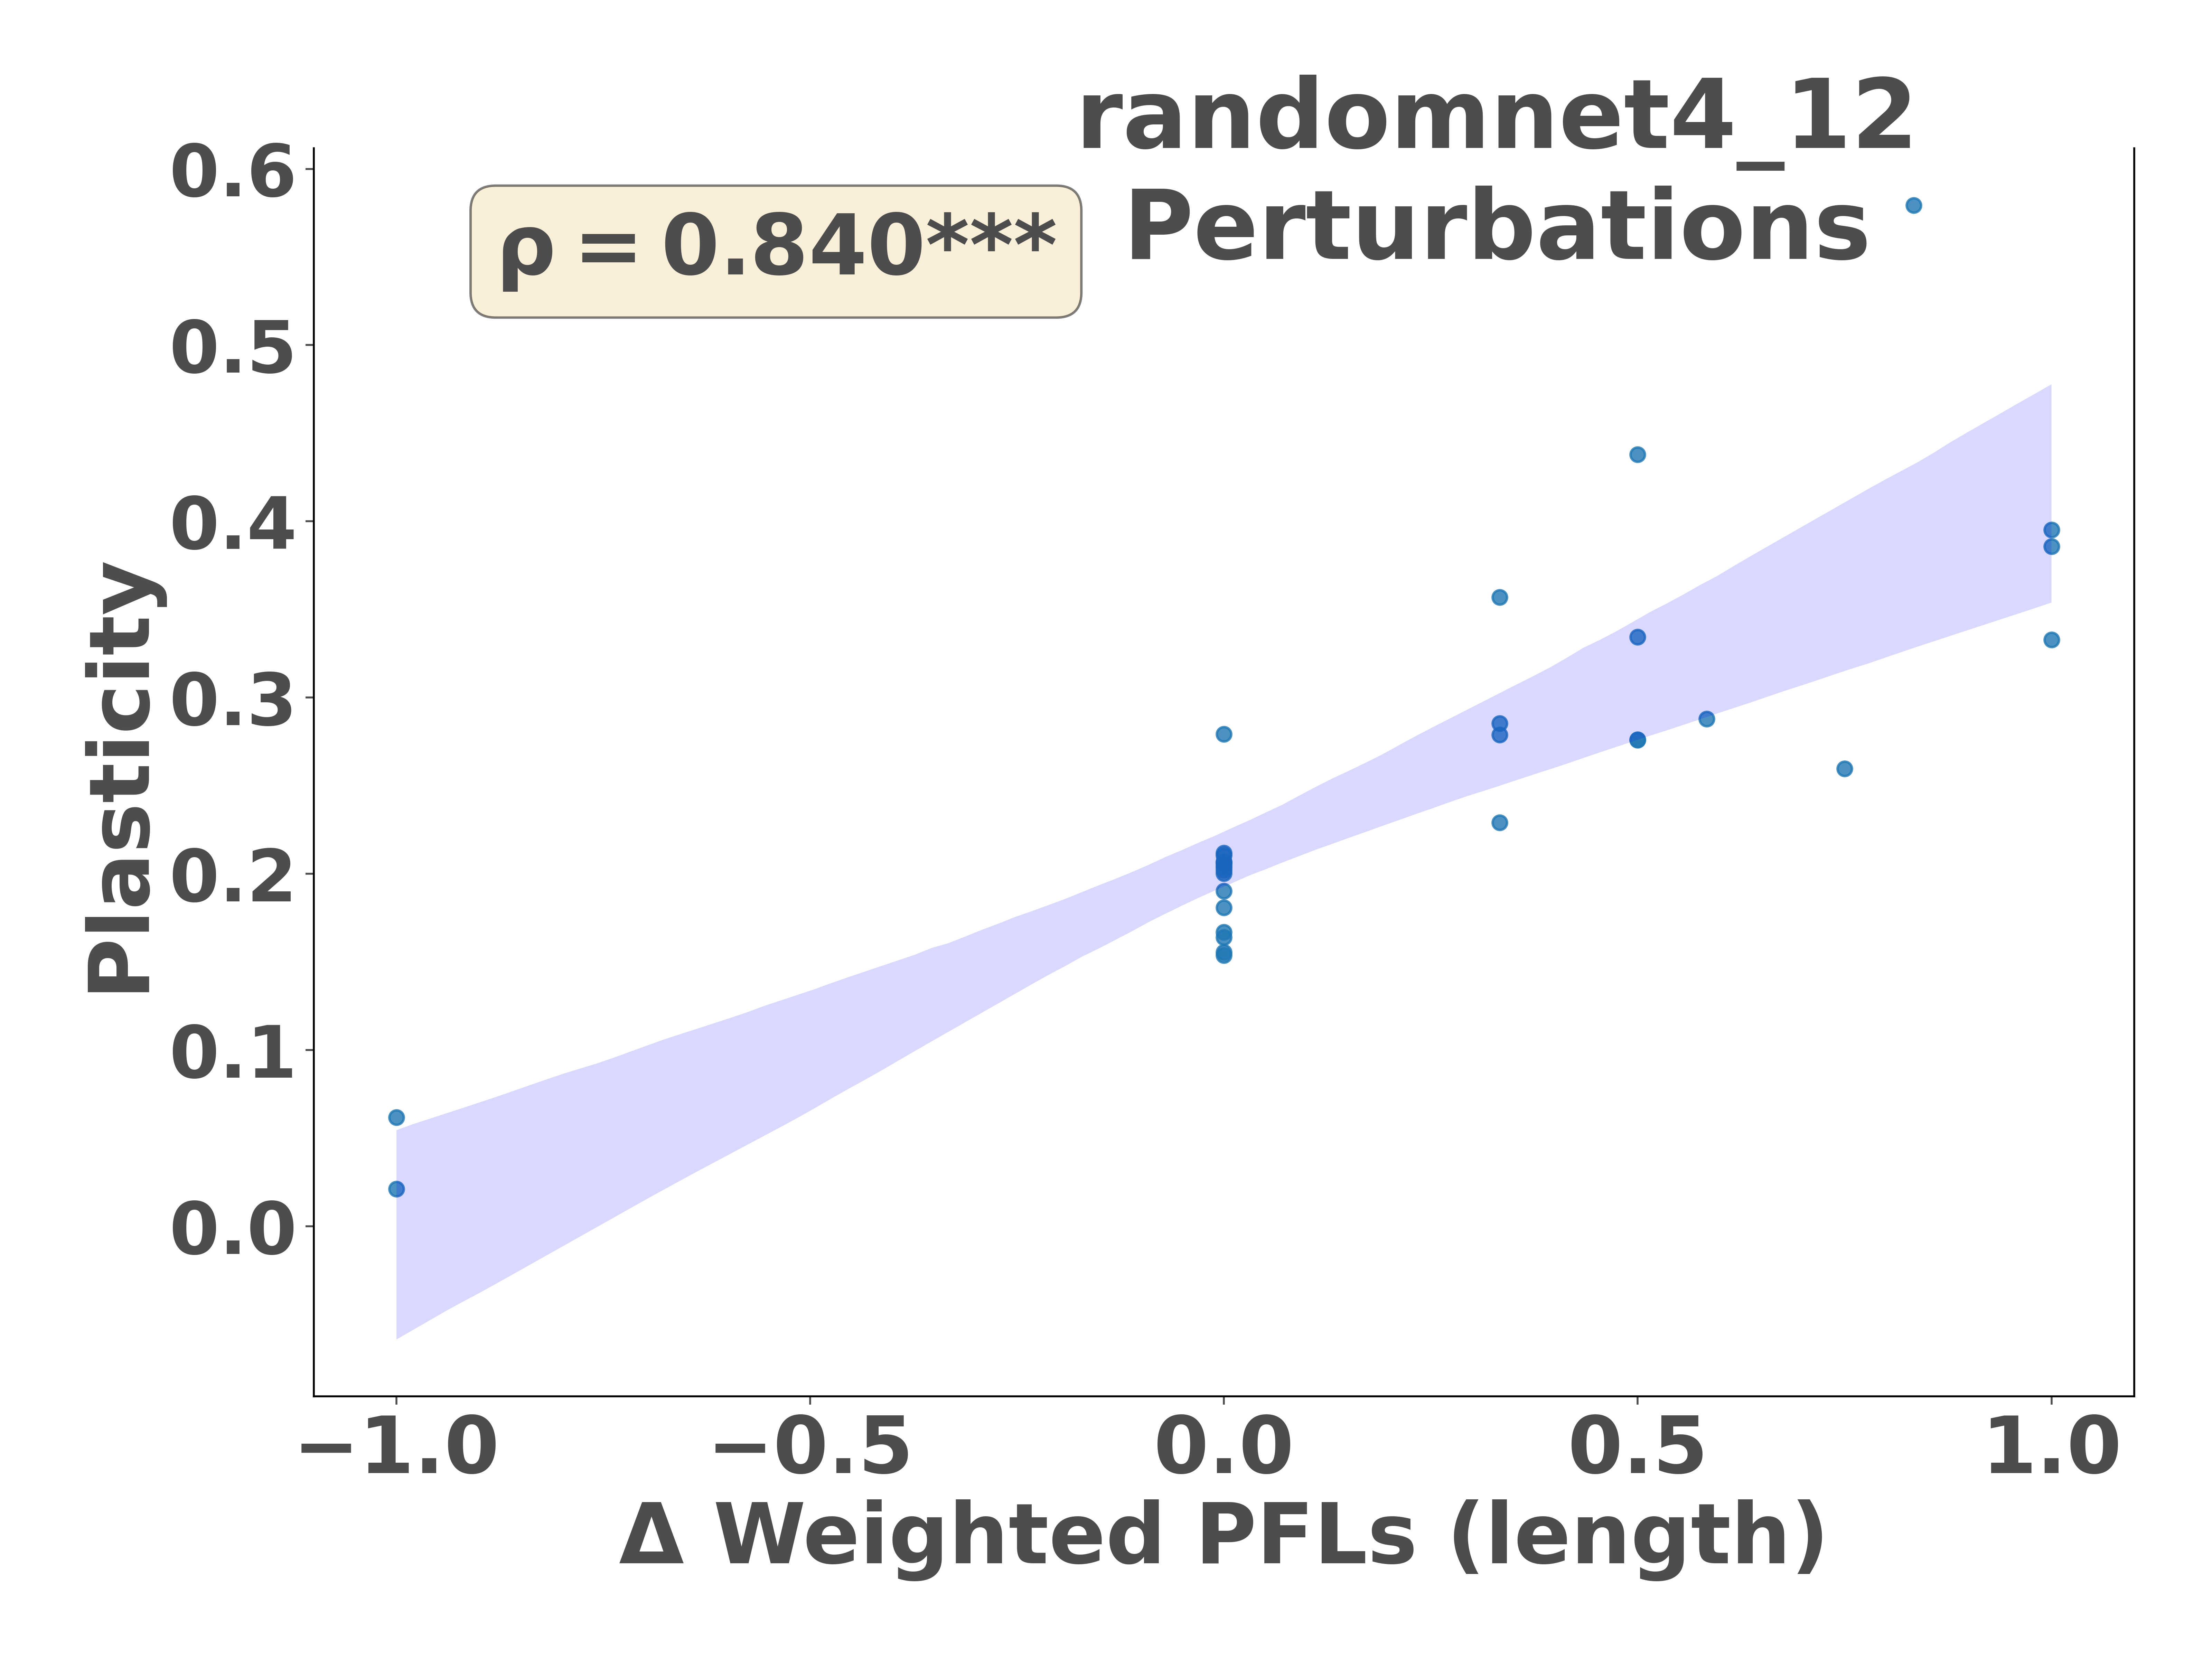 randomnet4_12
Perturbations
ρ = 0.840***
Plasticity
0.6
0.5
0.4
0.3
0.2
0.1
0.0
−1.0
−0.5
0.0
0.5
1.0
Δ Weighted PFLs (length)